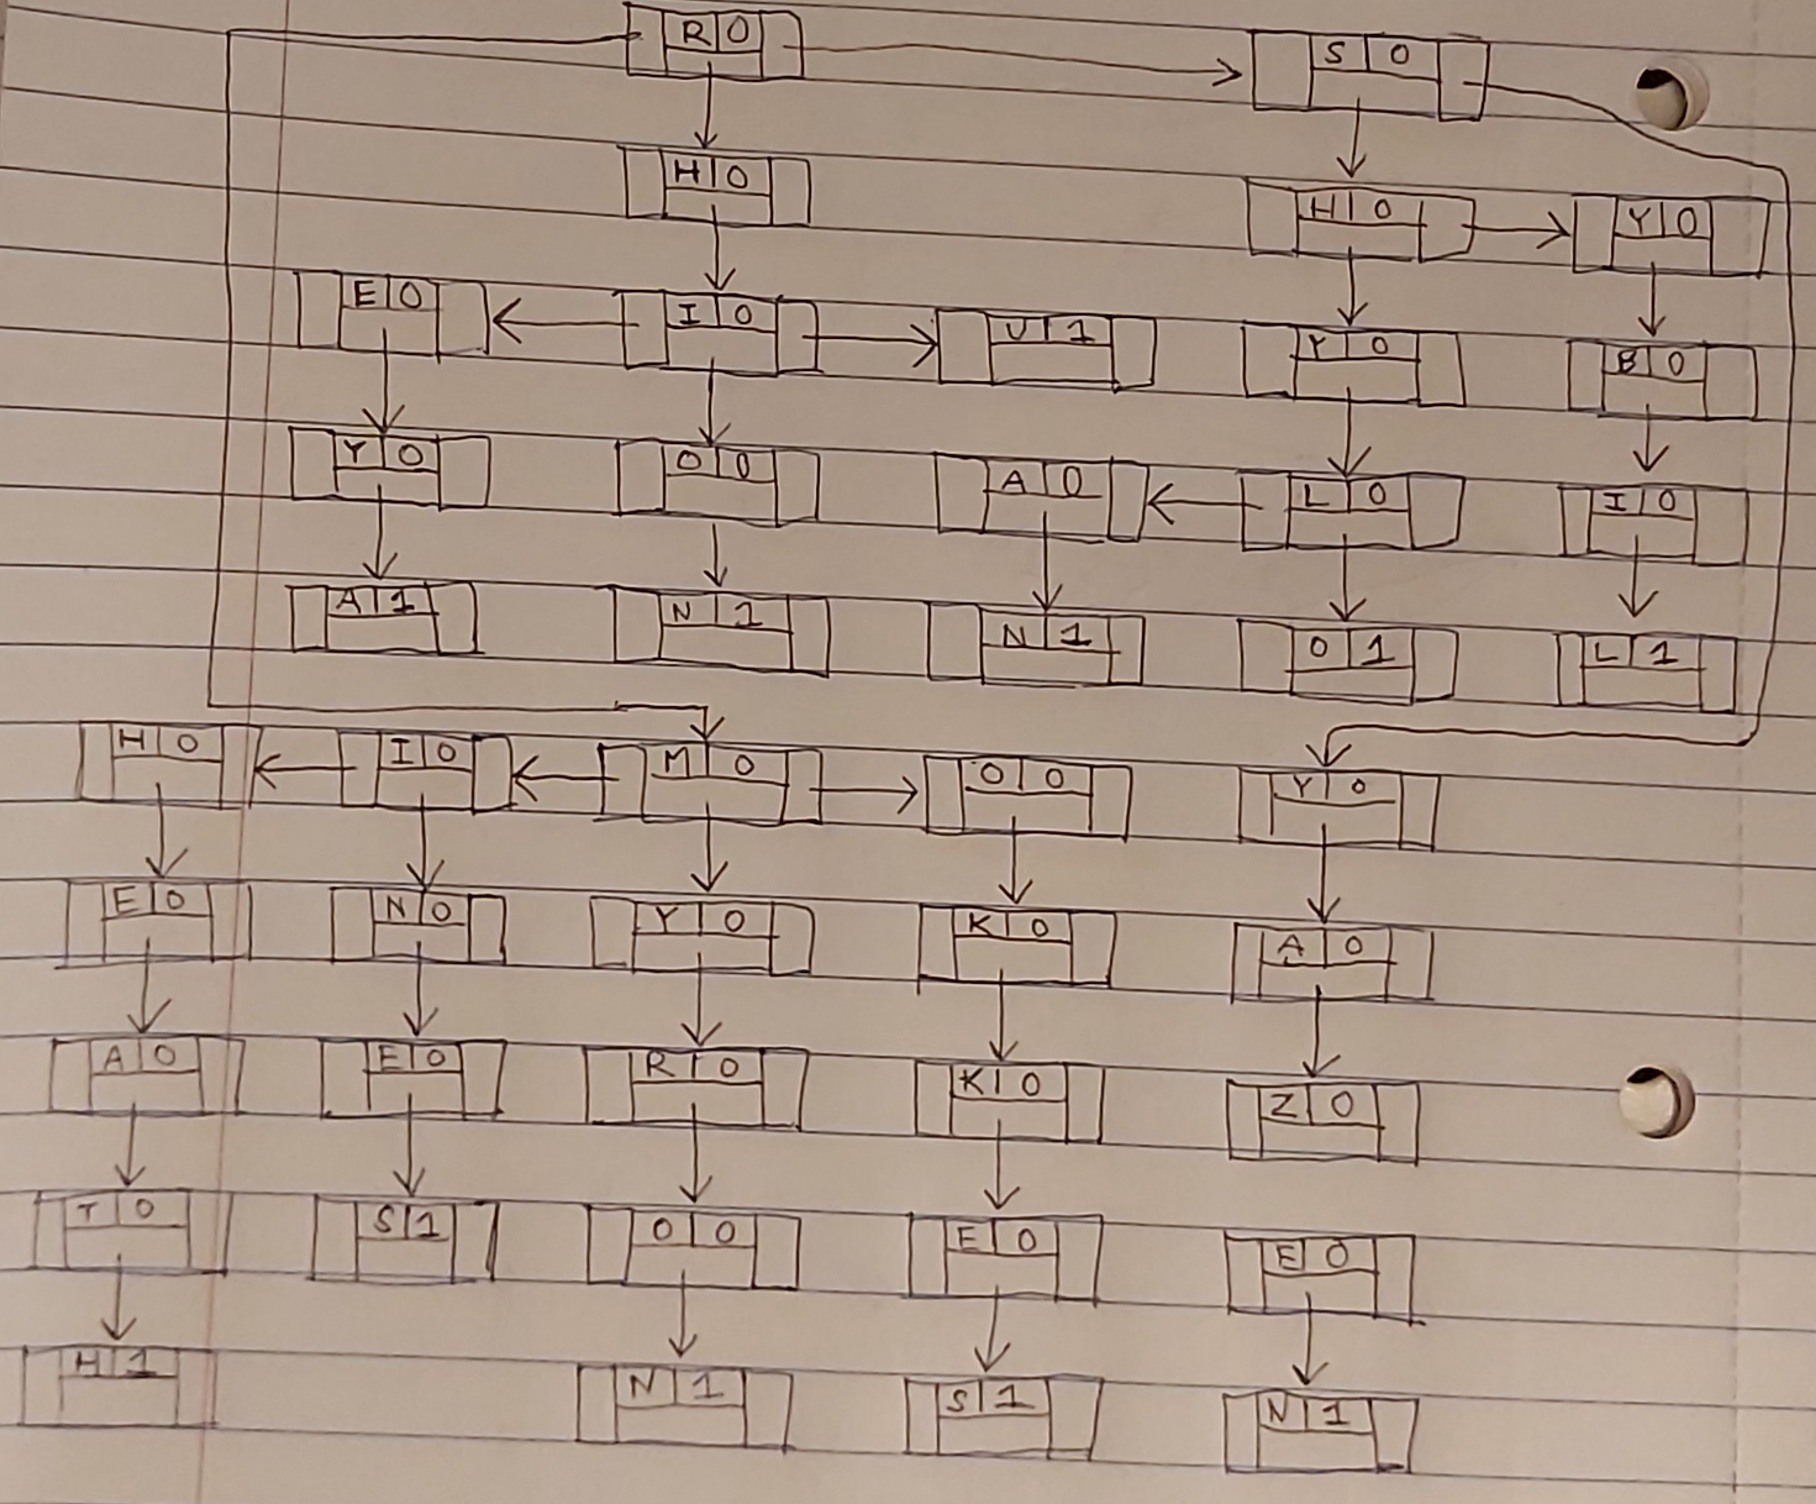 R 0 S 0
H 0 H 0 Y 0
E 0 I 0 U 1 Y 0 B 0
Y 0 O 0 A 0 L 0 I 0
A 1 N 1 N 1 O 1 L 1
H 0 I 0 M 0 O 0 Y 0
E 0 N 0 Y 0 K 0 A 0
A 0 E 0 R 0 K 0 Z 0
T 0 S 1 O 0 E 0 E 0
H 1 N 1 S 1 N 1